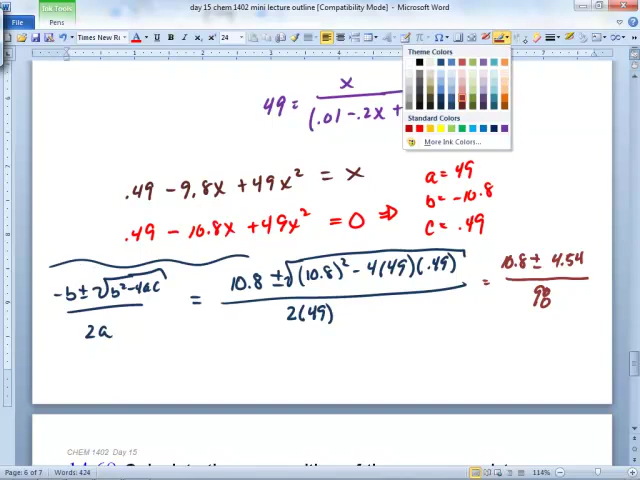 day 15 chem 1402 mini lecture outline [Compatibility Mode] - Word
Ink Tools
File
Pens
Times New Ro
24
Theme Colors
Standard Colors
More Ink Colors...
49 = x
(.01 - .2x +
.49 - 9.8x + 49x² = x
a = 49
b = -10.8
c = .49
.49 - 10.8x + 49x² = 0 ⇒
-b ± √b² - 4ac
2a
= 10.8 ± √(10.8)² - 4(49)(.49)
2(49)
= 10.8 ± 4.54
98
CHEM 1402 Day 15
Page: 6 of 7
Words: 424
114%